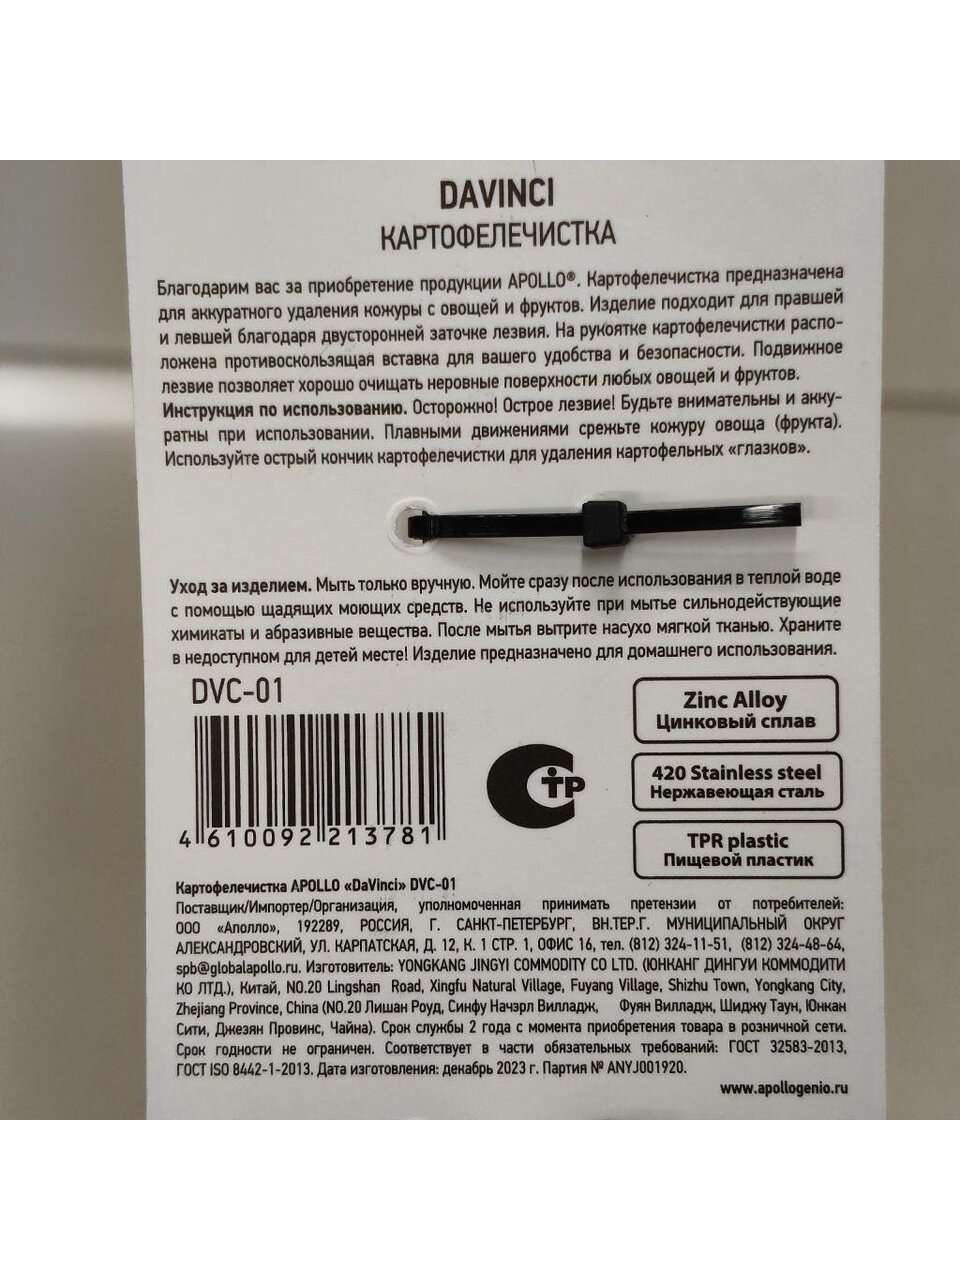 DAVINCI
КАРТОФЕЛЕЧИСТКА
Благодарим вас за приобретение продукции APOLLO®. Картофелечистка предназначена
для аккуратного удаления кожуры с овощей и фруктов. Изделие подходит для правшей
и левшей благодаря двусторонней заточке лезвия. На рукоятке картофелечистки распо-
ложена противоскользящая вставка для вашего удобства и безопасности. Подвижное
лезвие позволяет хорошо очищать неровные поверхности любых овощей и фруктов.
Инструкция по использованию. Осторожно! Острое лезвие! Будьте внимательны и акку-
ратны при использовании. Плавными движениями срежьте кожуру овоща (фрукта).
Используйте острый кончик картофелечистки для удаления картофельных «глазков».
Уход за изделием. Мыть только вручную. Мойте сразу после использования в теплой воде
с помощью щадящих моющих средств. Не используйте при мытье сильнодействующие
химикаты и абразивные вещества. После мытья вытрите насухо мягкой тканью. Храните
в недоступном для детей месте! Изделие предназначено для домашнего использования.
DVC-01
Zinc Alloy
Цинковый сплав
420 Stainless steel
Нержавеющая сталь
TPR plastic
Пищевой пластик
СТР
4 610092 213781
Картофелечистка APOLLO «DaVinci» DVC-01
Поставщик/Импортер/Организация, уполномоченная принимать претензии от потребителей:
ООО «Аполло», 192289, РОССИЯ, Г. САНКТ-ПЕТЕРБУРГ, ВН.ТЕР.Г. МУНИЦИПАЛЬНЫЙ ОКРУГ
АЛЕКСАНДРОВСКИЙ, УЛ. КАРПАТСКАЯ, Д. 12, К. 1 СТР. 1, ОФИС 16, тел. (812) 324-11-51, (812) 324-48-64,
spb@globalapollo.ru. Изготовитель: YONGKANG JINGYI COMMODITY CO LTD. (ЮНКАНГ ДИНГУИ КОММОДИТИ
КО ЛТД.), Китай, NO.20 Lingshan Road, Xingfu Natural Village, Fuyang Village, Shizhu Town, Yongkang City,
Zhejiang Province, China (NO.20 Лишан Роуд, Синфу Начэрл Вилладж, Фуян Вилладж, Шиджу Таун, Юнкан
Сити, Джезян Провинс, Чайна). Срок службы 2 года с момента приобретения товара в розничной сети.
Срок годности не ограничен. Соответствует в части обязательных требований: ГОСТ 32583-2013,
ГОСТ ISO 8442-1-2013. Дата изготовления: декабрь 2023 г. Партия № ANYJ001920.
www.apollogenio.ru